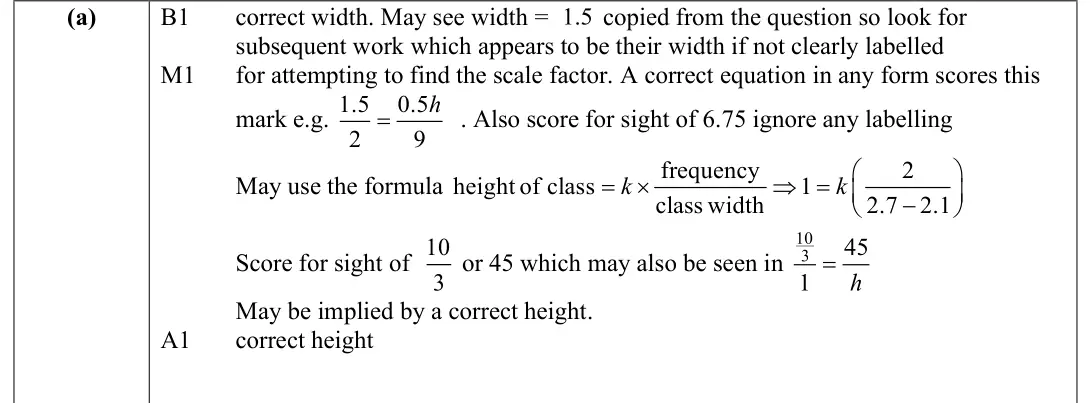 (a) B1 correct width. May see width = 1.5 copied from the question so look for
subsequent work which appears to be their width if not clearly labelled
M1 for attempting to find the scale factor. A correct equation in any form scores this
mark e.g. 1.5/2 = 0.5h/9 . Also score for sight of 6.75 ignore any labelling
May use the formula height of class = k × frequency/class width ⇒ 1 = k(2/(2.7 − 2.1))
Score for sight of 10/3 or 45 which may also be seen in (10/3)/1 = 45/h
May be implied by a correct height.
A1 correct height